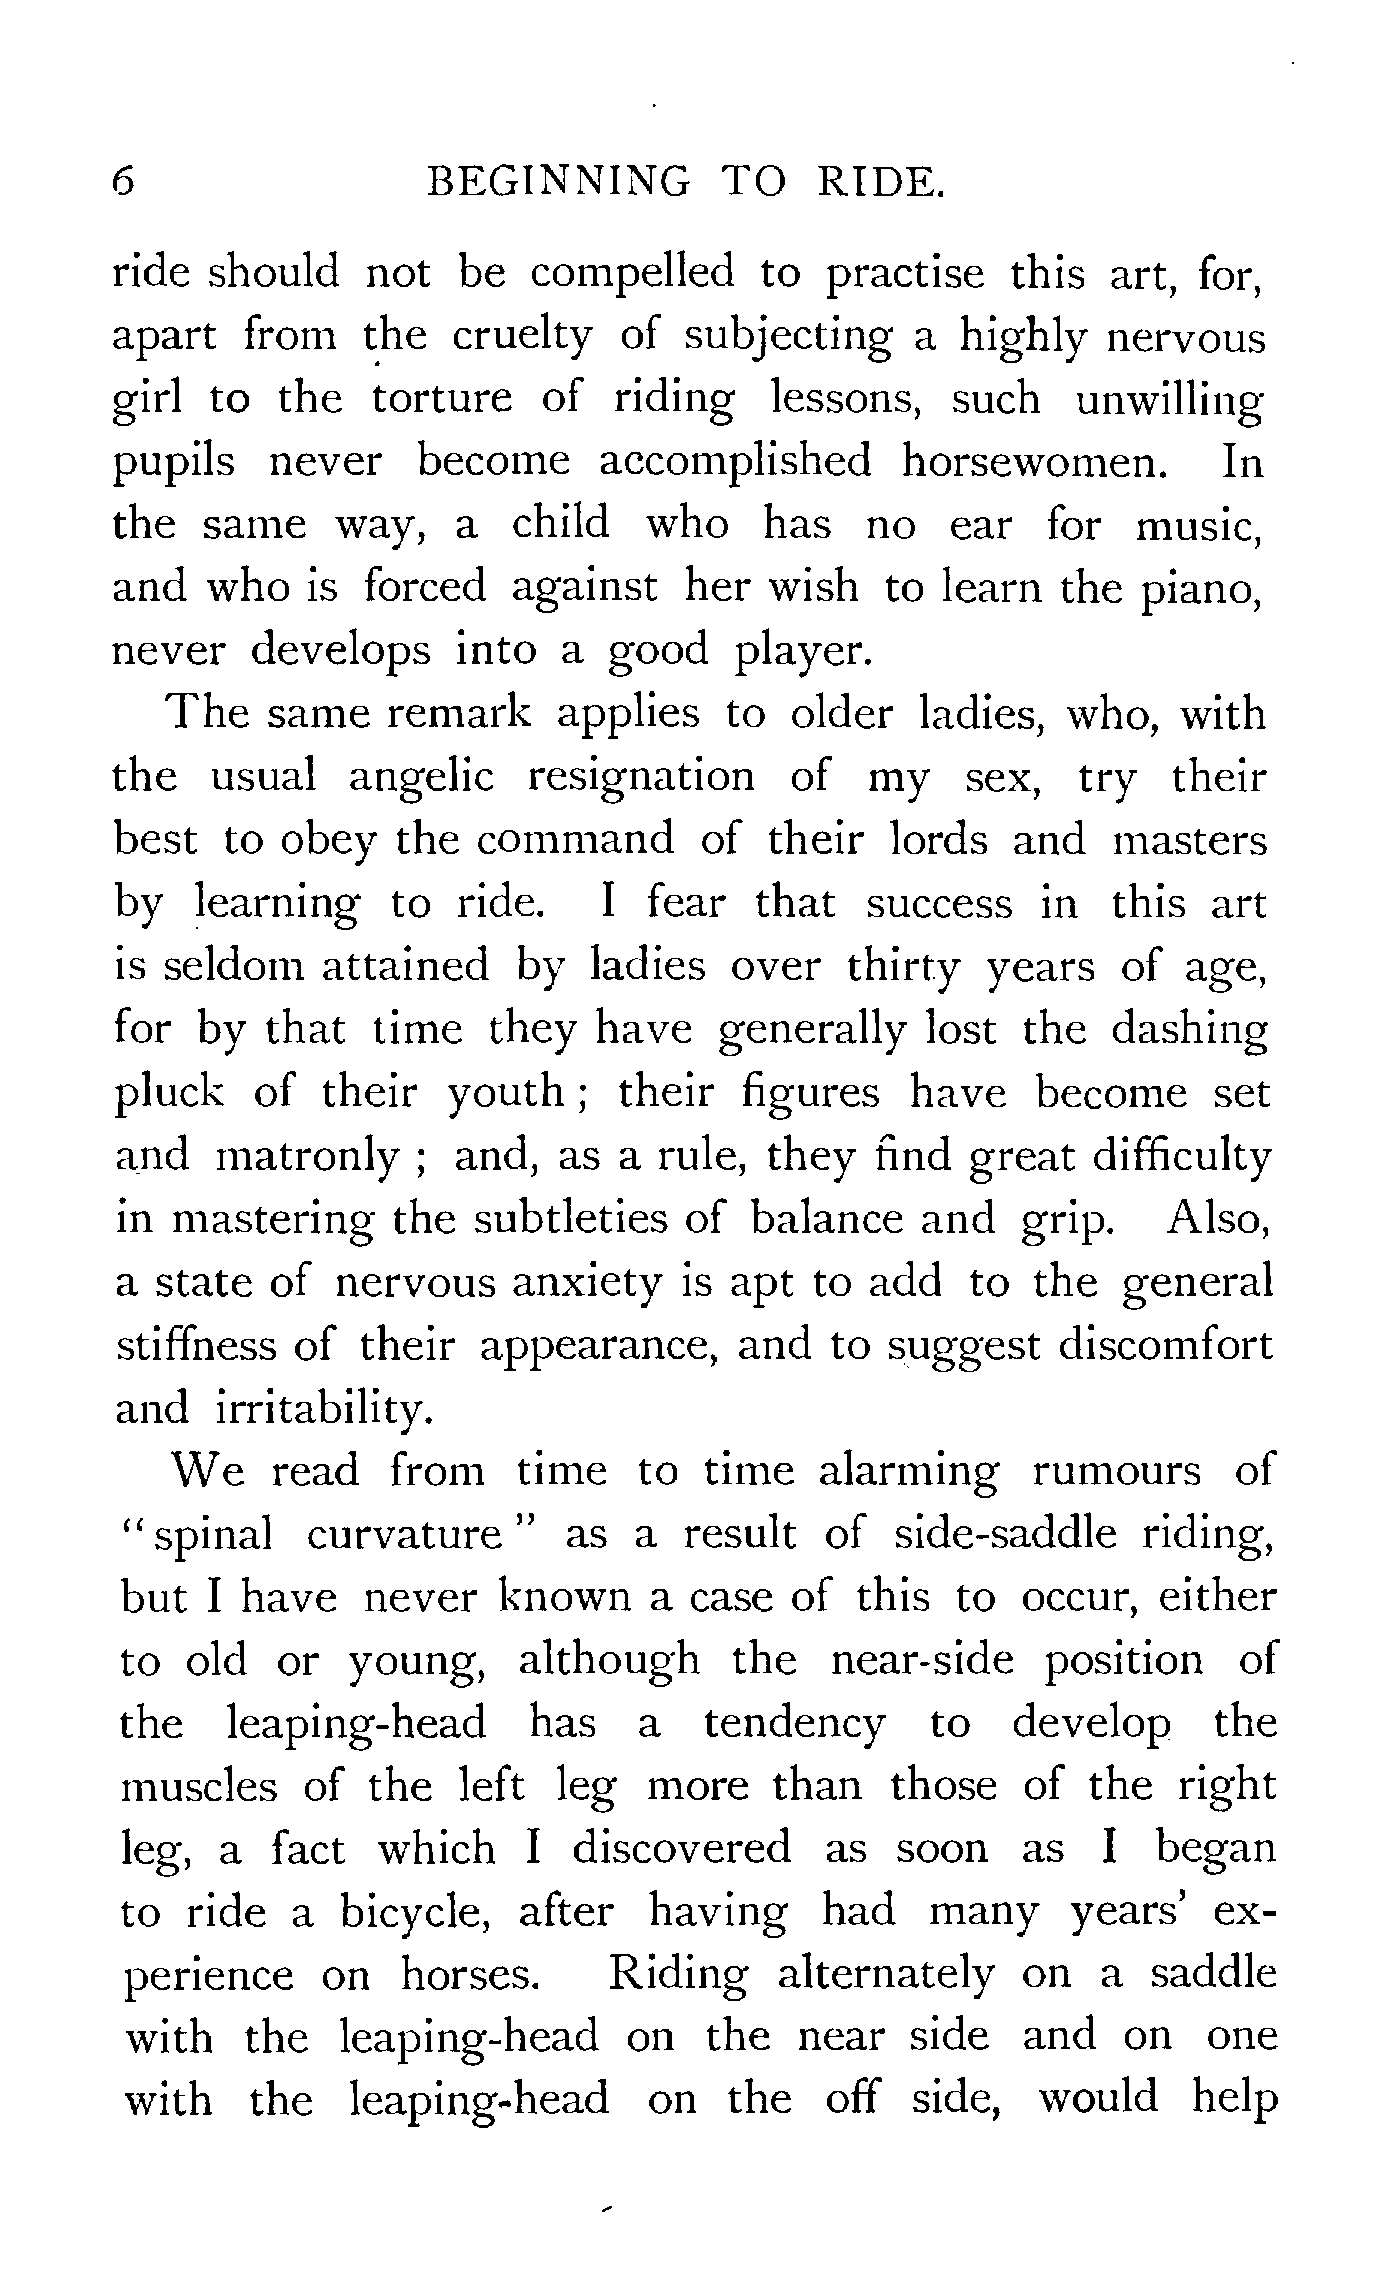 6 BEGINNING TO RIDE.
ride should not be compelled to practise this art, for,
apart from the cruelty of subjecting a highly nervous
girl to the torture of riding lessons, such unwilling
pupils never become accomplished horsewomen. In
the same way, a child who has no ear for music,
and who is forced against her wish to learn the piano,
never develops into a good player.
The same remark applies to older ladies, who, with
the usual angelic resignation of my sex, try their
best to obey the command of their lords and masters
by learning to ride. I fear that success in this art
is seldom attained by ladies over thirty years of age,
for by that time they have generally lost the dashing
pluck of their youth ; their figures have become set
and matronly ; and, as a rule, they find great difficulty
in mastering the subtleties of balance and grip. Also,
a state of nervous anxiety is apt to add to the general
stiffness of their appearance, and to suggest discomfort
and irritability.
We read from time to time alarming rumours of
“ spinal curvature ” as a result of side-saddle riding,
but I have never known a case of this to occur, either
to old or young, although the near-side position of
the leaping-head has a tendency to develop the
muscles of the left leg more than those of the right
leg, a fact which I discovered as soon as I began
to ride a bicycle, after having had many years’ ex-
perience on horses. Riding alternately on a saddle
with the leaping-head on the near side and on one
with the leaping-head on the off side, would help